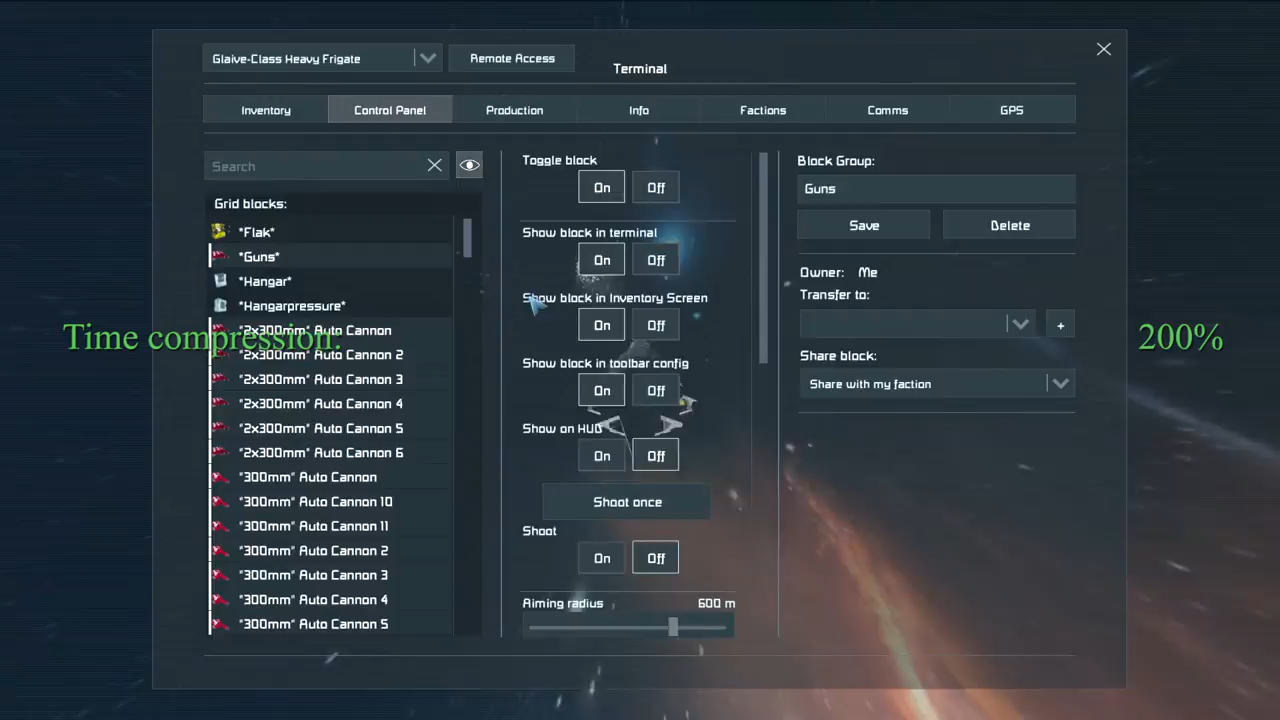 Glaive-Class Heavy Frigate
Remote Access
Terminal
Inventory
Control Panel
Production
Info
Factions
Comms
GPS
Search
Grid blocks:
*Flak*
*Guns*
*Hangar*
*Hangarpressure*
"2x300mm" Auto Cannon
"2x300mm" Auto Cannon 2
"2x300mm" Auto Cannon 3
"2x300mm" Auto Cannon 4
"2x300mm" Auto Cannon 5
"2x300mm" Auto Cannon 6
"300mm" Auto Cannon
"300mm" Auto Cannon 10
"300mm" Auto Cannon 11
"300mm" Auto Cannon 2
"300mm" Auto Cannon 3
"300mm" Auto Cannon 4
"300mm" Auto Cannon 5
Toggle block
On Off
Show block in terminal
On Off
Show block in Inventory Screen
On Off
Show block in toolbar config
On Off
Show on HUD
On Off
Shoot once
Shoot
On Off
Aiming radius 600 m
Block Group:
Guns
Save Delete
Owner: Me
Transfer to:
+
Share block:
Share with my faction
Time compression: 200%